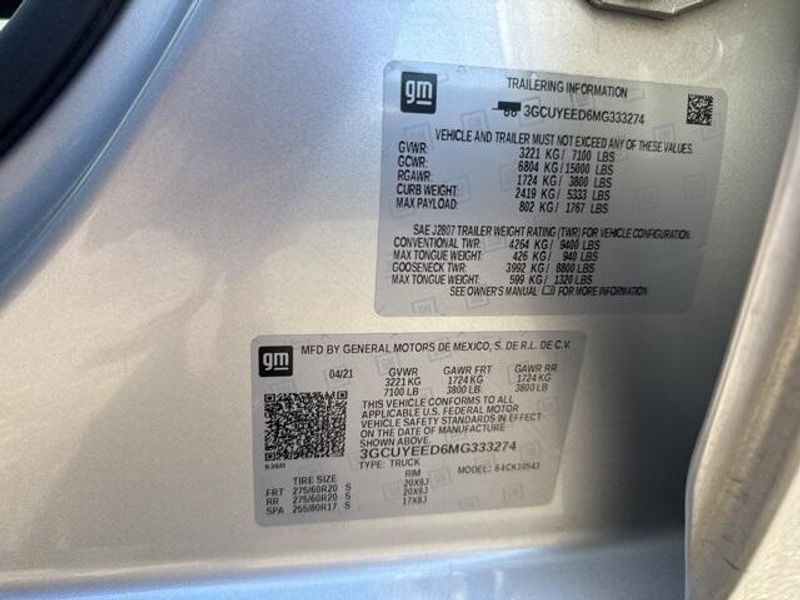 gm
TRAILERING INFORMATION
3GCUYEED6MG333274
VEHICLE AND TRAILER MUST NOT EXCEED ANY OF THESE VALUES.
GVWR: 3221 KG/ 7100 LBS
GCWR: 6804 KG/15000 LBS
RGAWR: 1724 KG/ 3800 LBS
CURB WEIGHT: 2419 KG/ 5333 LBS
MAX PAYLOAD: 802 KG/ 1767 LBS
SAE J2807 TRAILER WEIGHT RATING (TWR) FOR VEHICLE CONFIGURATION.
CONVENTIONAL TWR: 4264 KG/ 9400 LBS
MAX TONGUE WEIGHT: 426 KG/ 940 LBS
GOOSENECK TWR: 3992 KG/ 8800 LBS
MAX TONGUE WEIGHT: 599 KG/ 1320 LBS
SEE OWNER'S MANUAL FOR MORE INFORMATION
gm
MFD BY GENERAL MOTORS DE MEXICO, S. DE R.L. DE C.V.
04/21 GVWR GAWR FRT GAWR RR
3221 KG 1724 KG 1724 KG
7100 LB 3800 LB 3800 LB
THIS VEHICLE CONFORMS TO ALL
APPLICABLE U.S. FEDERAL MOTOR
VEHICLE SAFETY STANDARDS IN EFFECT
ON THE DATE OF MANUFACTURE
SHOWN ABOVE.
3GCUYEED6MG333274
TYPE: TRUCK MODEL: 64CK10543
TIRE SIZE RIM
FRT 275/60R20 S 20X9J
RR 275/60R20 S 20X9J
SPA 255/80R17 S 17X8J